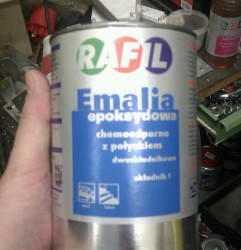 RAFIL
Emalia
epoksydowa
chemoodporna
z połyskiem
dwuskładnikowa
składnik I